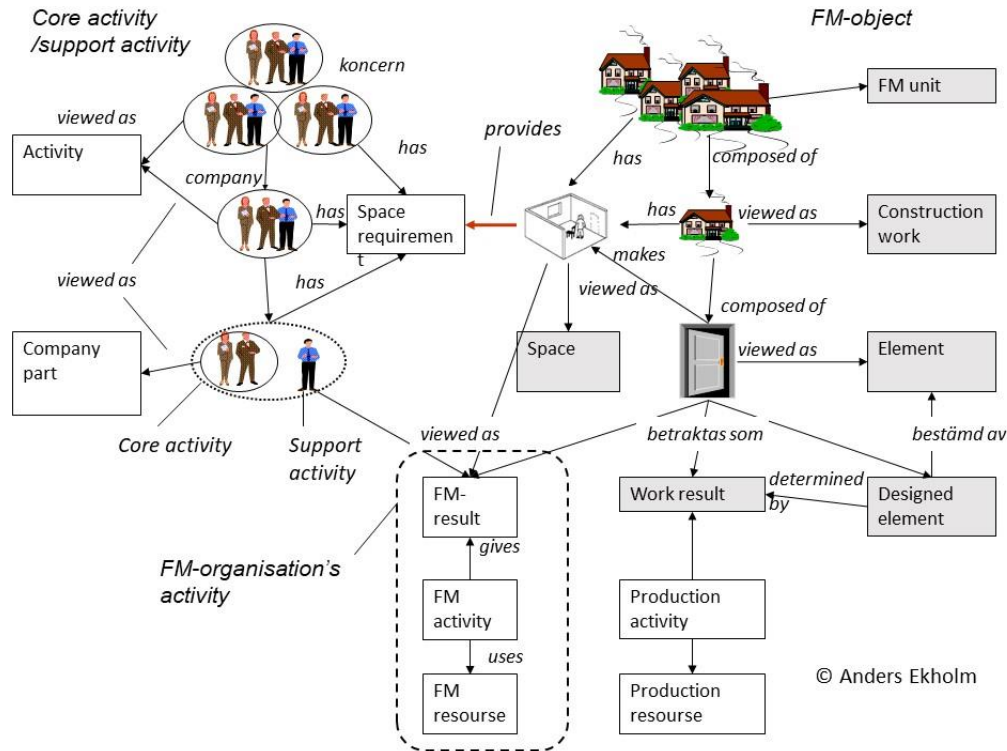 Core activity
/support activity
FM-object
koncern
FM unit
viewed as
provides
Activity
has
has
composed of
company
has
Space
requiremen
t
has
viewed as
Construction
work
makes
viewed as
has
viewed as
composed of
Company
part
Space
viewed as
Element
Core activity
Support
activity
viewed as
betraktas som
bestämd av
FM-
result
Work result
determined
by
Designed
element
gives
FM-organisation's
activity
FM
activity
Production
activity
uses
FM
resourse
Production
resourse
© Anders Ekholm